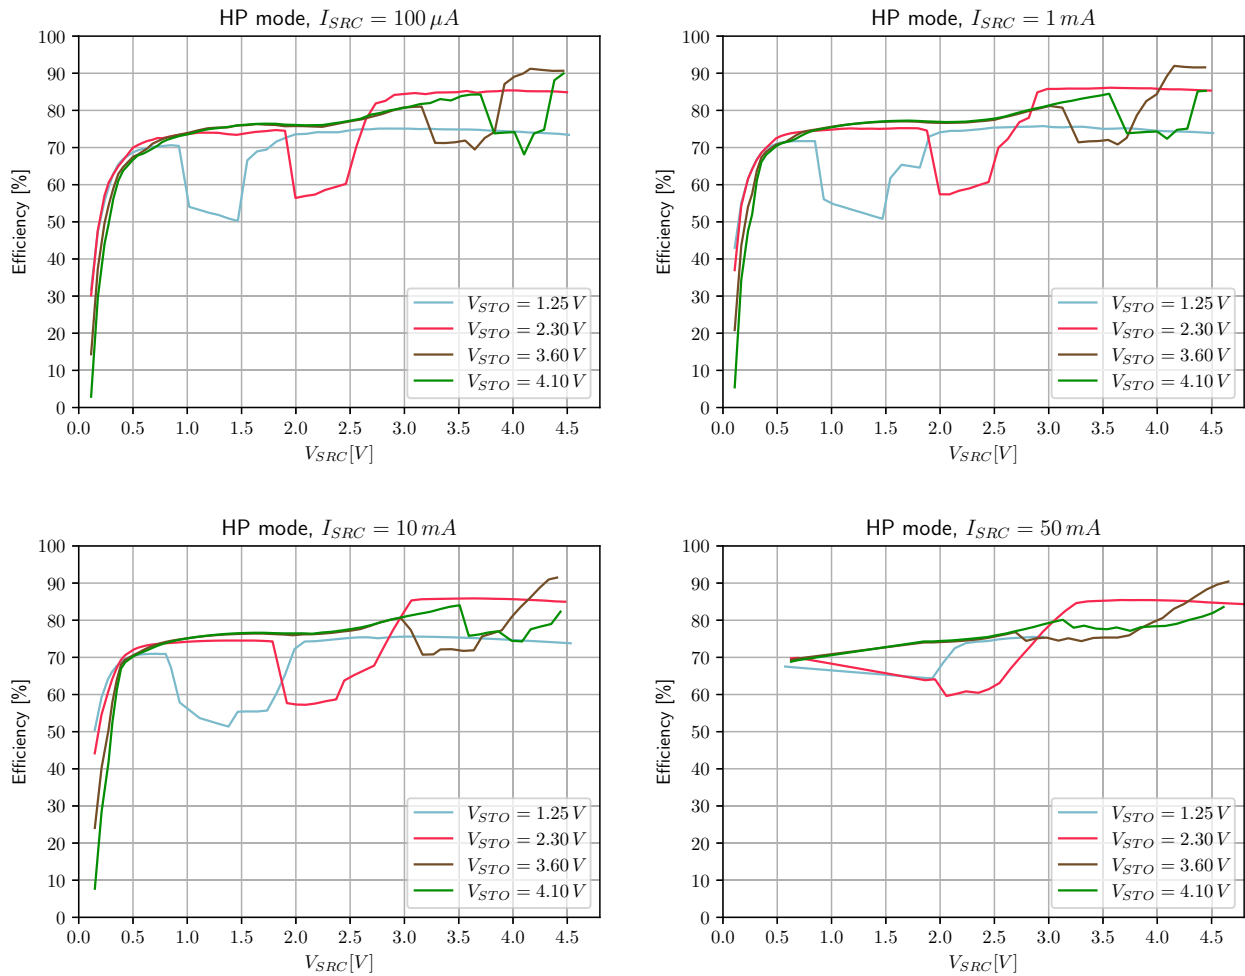 HP mode, I_SRC = 100 μA
100
90
80
70
60
50
40
30
20
10
0
Efficiency [%]
V_STO = 1.25 V
V_STO = 2.30 V
V_STO = 3.60 V
V_STO = 4.10 V
0.0 0.5 1.0 1.5 2.0 2.5 3.0 3.5 4.0 4.5
V_SRC[V]
HP mode, I_SRC = 1 mA
100
90
80
70
60
50
40
30
20
10
0
Efficiency [%]
V_STO = 1.25 V
V_STO = 2.30 V
V_STO = 3.60 V
V_STO = 4.10 V
0.0 0.5 1.0 1.5 2.0 2.5 3.0 3.5 4.0 4.5
V_SRC[V]
HP mode, I_SRC = 10 mA
100
90
80
70
60
50
40
30
20
10
0
Efficiency [%]
V_STO = 1.25 V
V_STO = 2.30 V
V_STO = 3.60 V
V_STO = 4.10 V
0.0 0.5 1.0 1.5 2.0 2.5 3.0 3.5 4.0 4.5
V_SRC[V]
HP mode, I_SRC = 50 mA
100
90
80
70
60
50
40
30
20
10
0
Efficiency [%]
V_STO = 1.25 V
V_STO = 2.30 V
V_STO = 3.60 V
V_STO = 4.10 V
0.0 0.5 1.0 1.5 2.0 2.5 3.0 3.5 4.0 4.5
V_SRC[V]